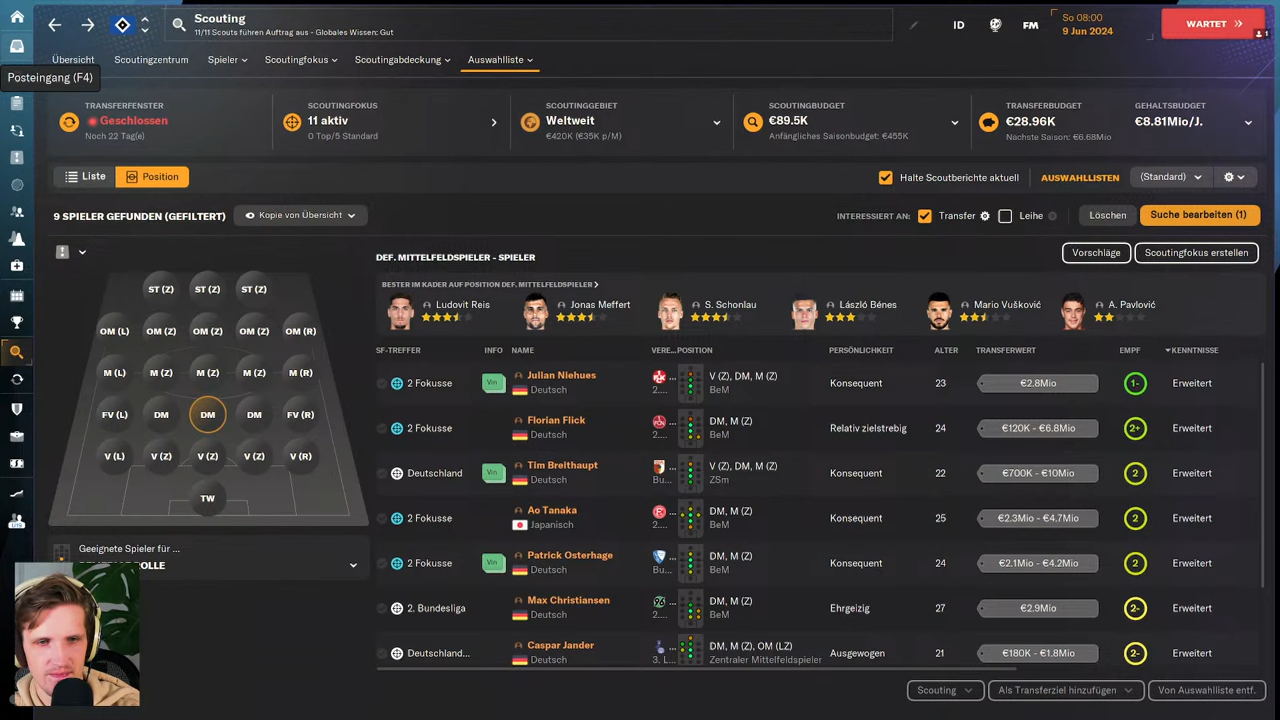 Scouting
11/11 Scouts führen Auftrag aus - Globales Wissen: Gut
ID
FM
So 08:00
9 Jun 2024
WARTET
1
Übersicht
Scoutingzentrum
Spieler
Scoutingfokus
Scoutingabdeckung
Auswahlliste
Posteingang (F4)
TRANSFERFENSTER
Geschlossen
Noch 22 Tag(e)
SCOUTINGFOKUS
11 aktiv
0 Top/5 Standard
SCOUTINGGEBIET
Weltweit
€420K (€35K p/M)
SCOUTINGBUDGET
€89.5K
Anfängliches Saisonbudget: €455K
TRANSFERBUDGET
€28.96K
Nächste Saison: €6.68Mio
GEHALTSBUDGET
€8.81Mio/J.
Liste
Position
Halte Scoutberichte aktuell
AUSWAHLLISTEN
(Standard)
9 SPIELER GEFUNDEN (GEFILTERT)
Kopie von Übersicht
INTERESSIERT AN:
Transfer
Leihe
Löschen
Suche bearbeiten (1)
DEF. MITTELFELDSPIELER - SPIELER
Vorschläge
Scoutingfokus erstellen
BESTER IM KADER AUF POSITION DEF. MITTELFELDSPIELER
Ludovit Reis
Jonas Meffert
S. Schonlau
László Bénes
Mario Vušković
A. Pavlović
ST (Z) ST (Z) ST (Z)
OM (L) OM (Z) OM (Z) OM (Z) OM (R)
M (L) M (Z) M (Z) M (Z) M (R)
FV (L) DM DM DM FV (R)
V (L) V (Z) V (Z) V (Z) V (R)
TW
Geeignete Spieler für ...
ROLLE
SF-TREFFER INFO NAME VERE... POSITION PERSÖNLICHKEIT ALTER TRANSFERWERT EMPF KENNTNISSE
2 Fokusse Vin Julian Niehues V (Z), DM, M (Z) Konsequent 23 €2.8Mio 1- Erweitert
Deutsch 2.... BeM
2 Fokusse Florian Flick DM, M (Z) Relativ zielstrebig 24 €120K - €6.8Mio 2+ Erweitert
Deutsch 2.... BeM
Deutschland Vin Tim Breithaupt V (Z), DM, M (Z) Konsequent 22 €700K - €10Mio 2 Erweitert
Deutsch Bu... ZSm
2 Fokusse Ao Tanaka DM, M (Z) Konsequent 25 €2.3Mio - €4.7Mio 2 Erweitert
Japanisch 2.... BeM
2 Fokusse Vin Patrick Osterhage DM, M (Z) Konsequent 24 €2.1Mio - €4.2Mio 2 Erweitert
Deutsch Bu... BeM
2. Bundesliga Max Christiansen DM, M (Z) Ehrgeizig 27 €2.9Mio 2- Erweitert
Deutsch 2.... BeM
Deutschland... Caspar Jander DM, M (Z), OM (LZ) Ausgewogen 21 €180K - €1.8Mio 2- Erweitert
Deutsch 3. L... Zentraler Mittelfeldspieler
Scouting
Als Transferziel hinzufügen
Von Auswahlliste entf.